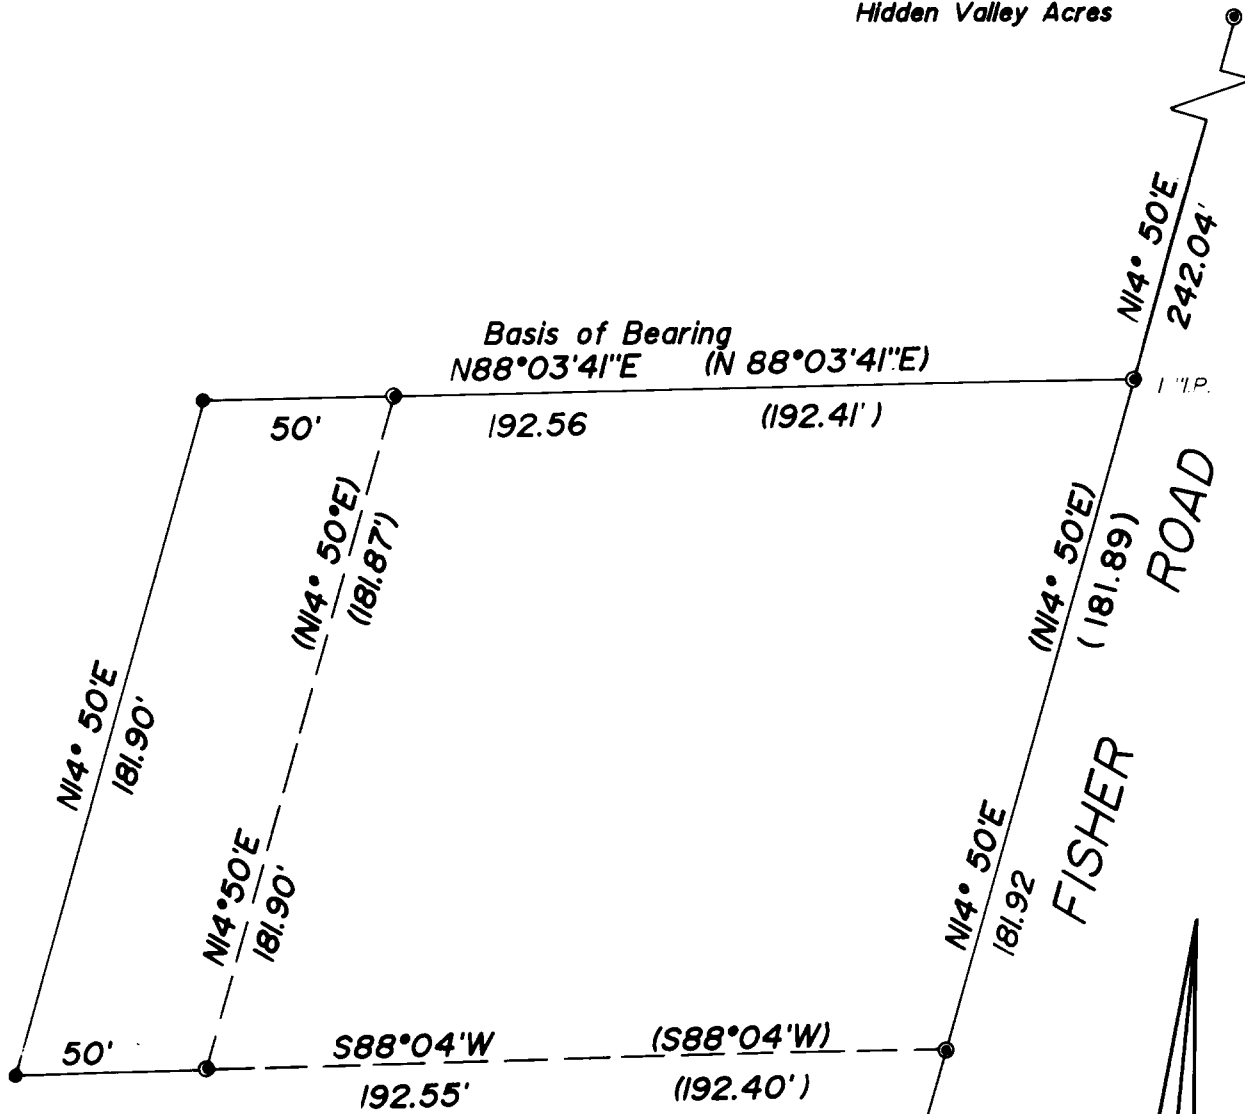 Hidden Valley Acres
N14° 50'E
242.04'
Basis of Bearing
N88°03'41"E (N 88°03'41"E)
1 "I.P.
50' 192.56 (192.41')
(N14° 50°E)
(181.87')
(N14° 50'E)
(181.89)
ROAD
N14° 50'E
181.90'
N14°50'E
181.90'
N14° 50'E
181.92
FISHER
50' S88°04'W (S88°04'W)
192.55' (192.40')